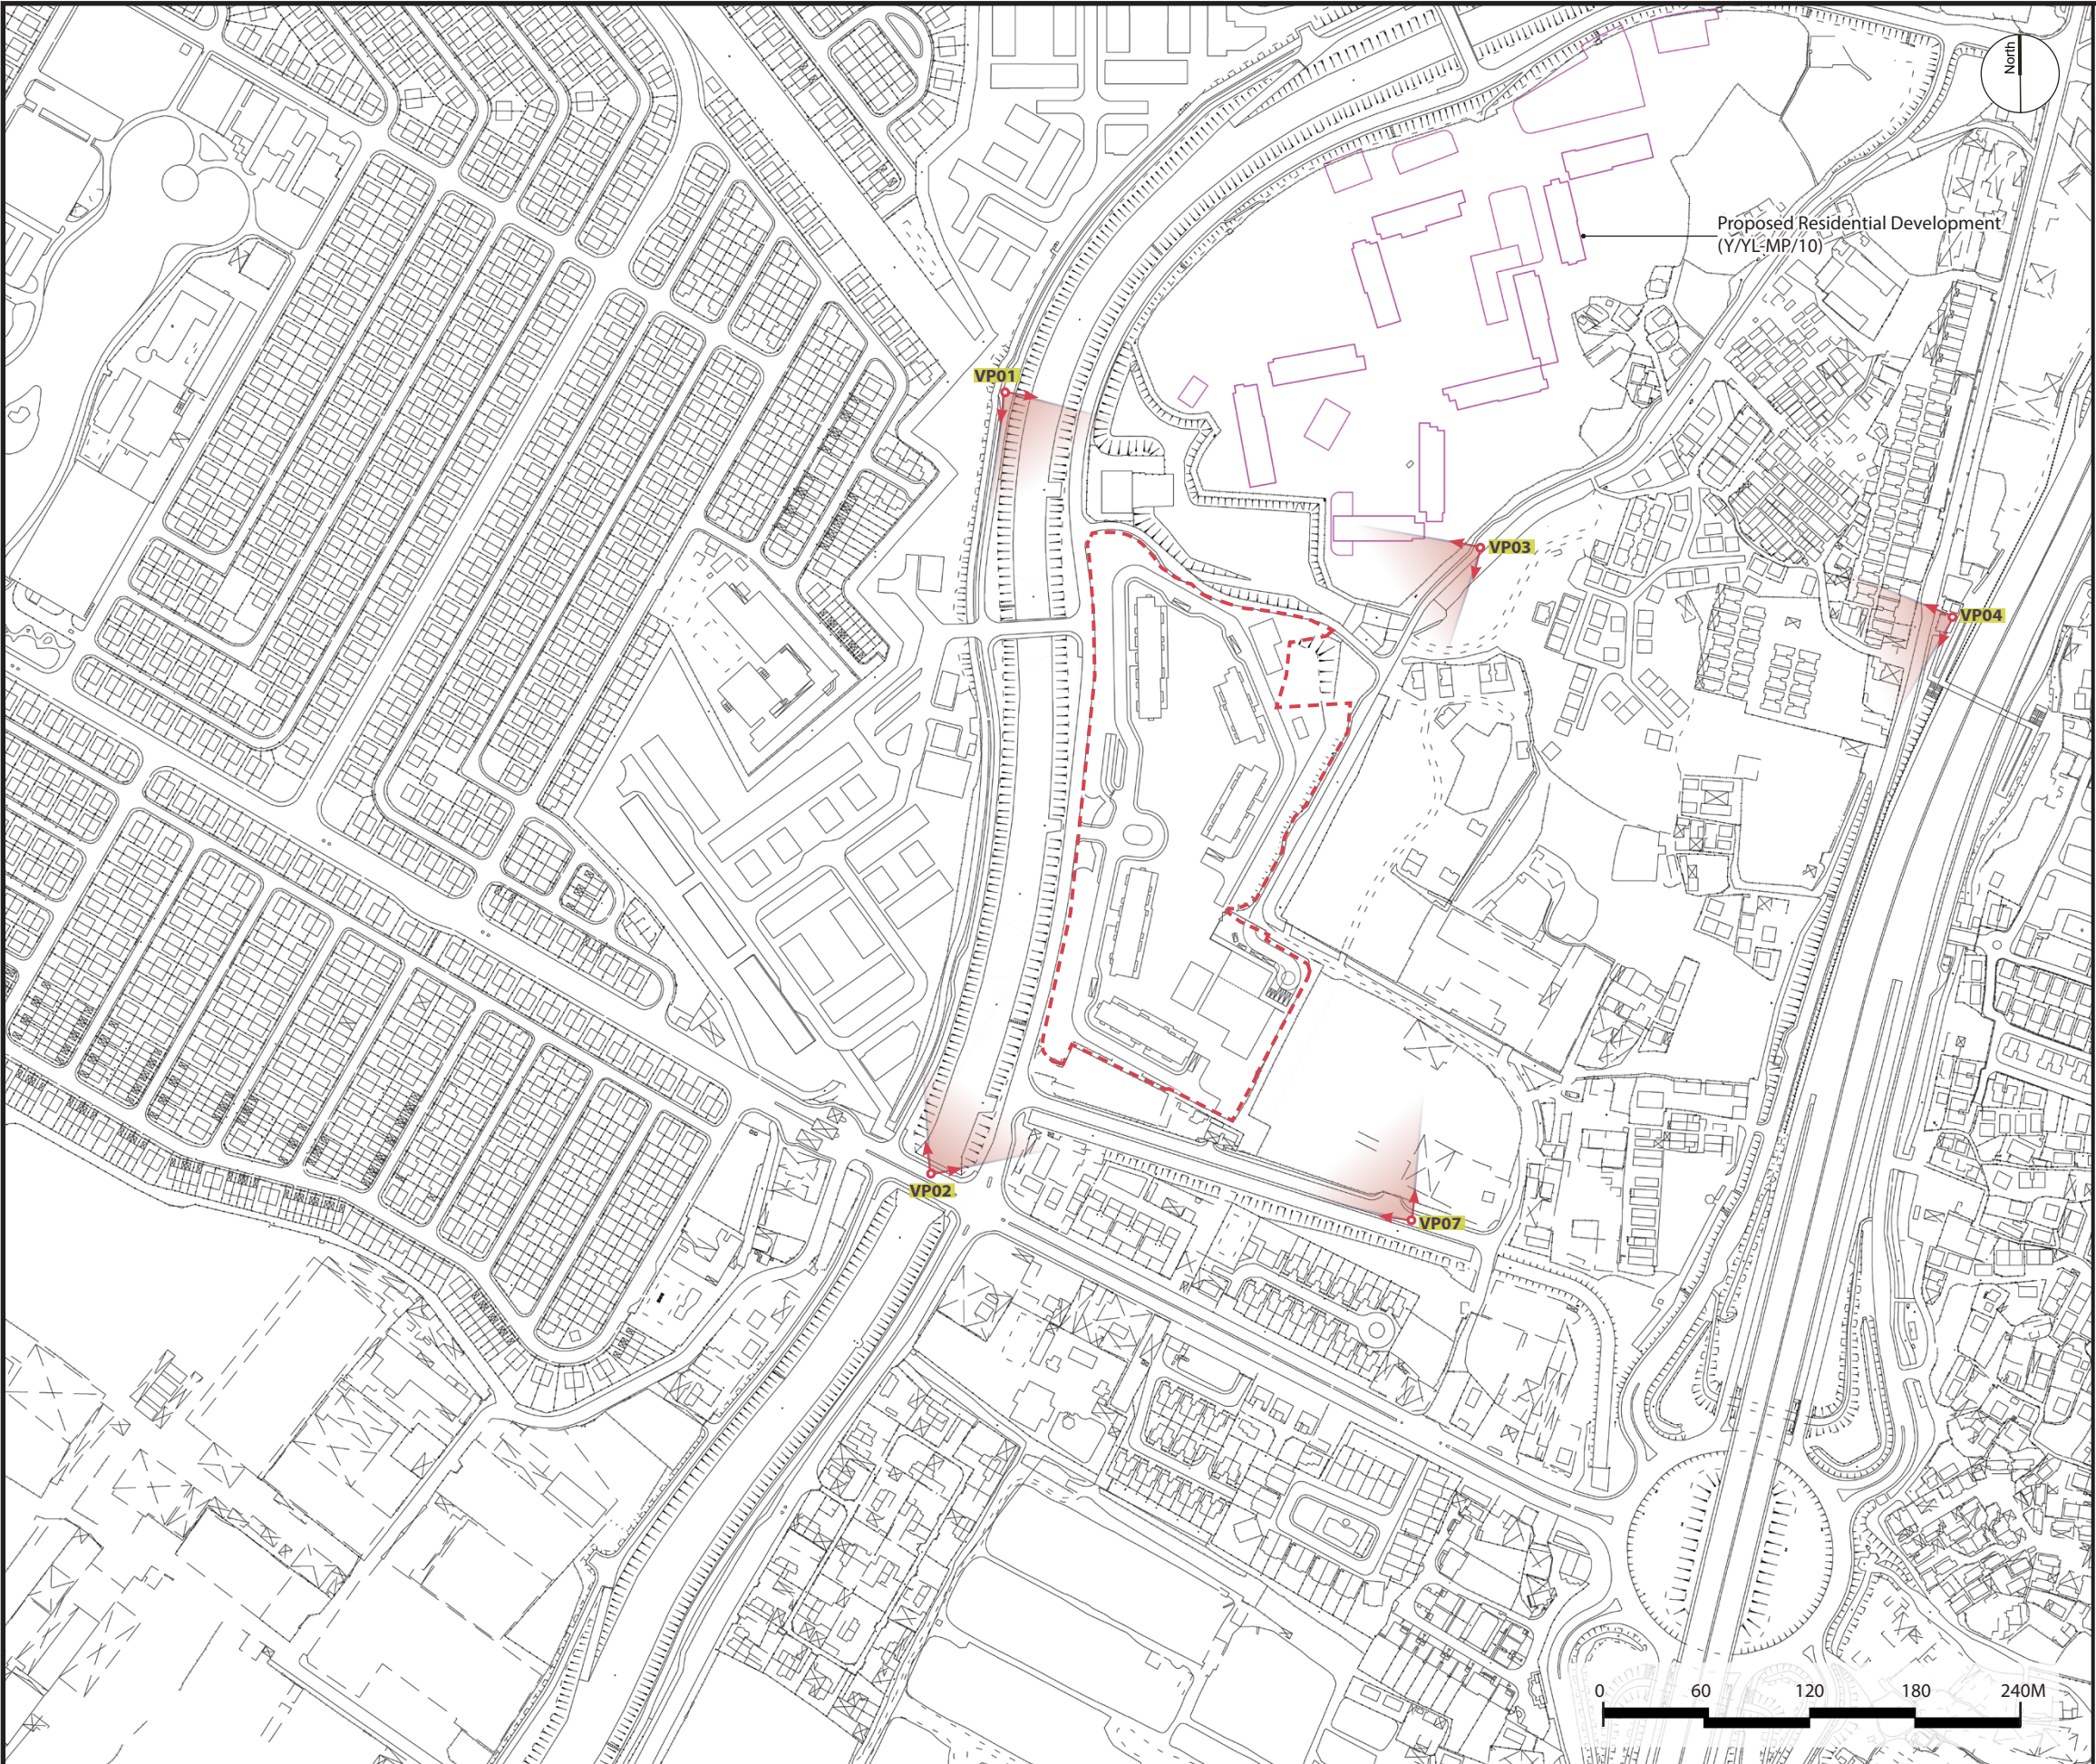 North
Proposed Residential Development
(Y/YL-MP/10)
VP01
VP03
VP04
VP02
VP07
0 60 120 180 240M